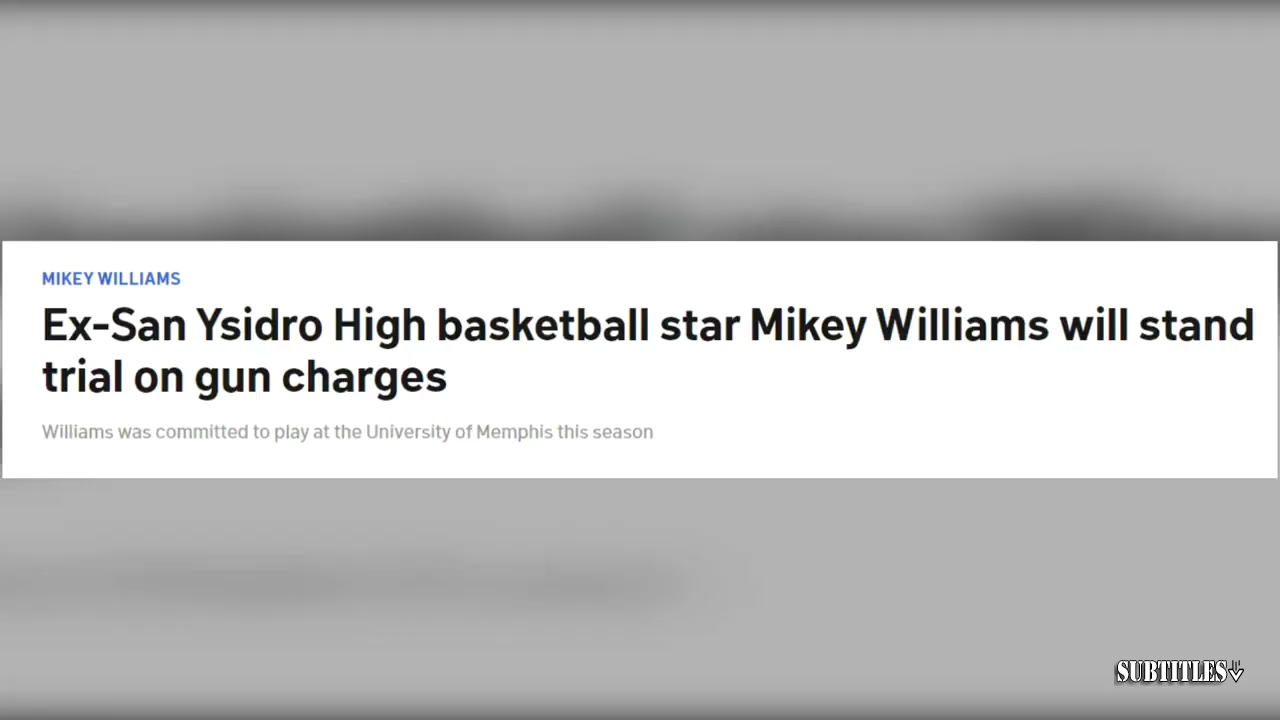 MIKEY WILLIAMS
Ex-San Ysidro High basketball star Mikey Williams will stand
trial on gun charges
Williams was committed to play at the University of Memphis this season
SUBTITLES